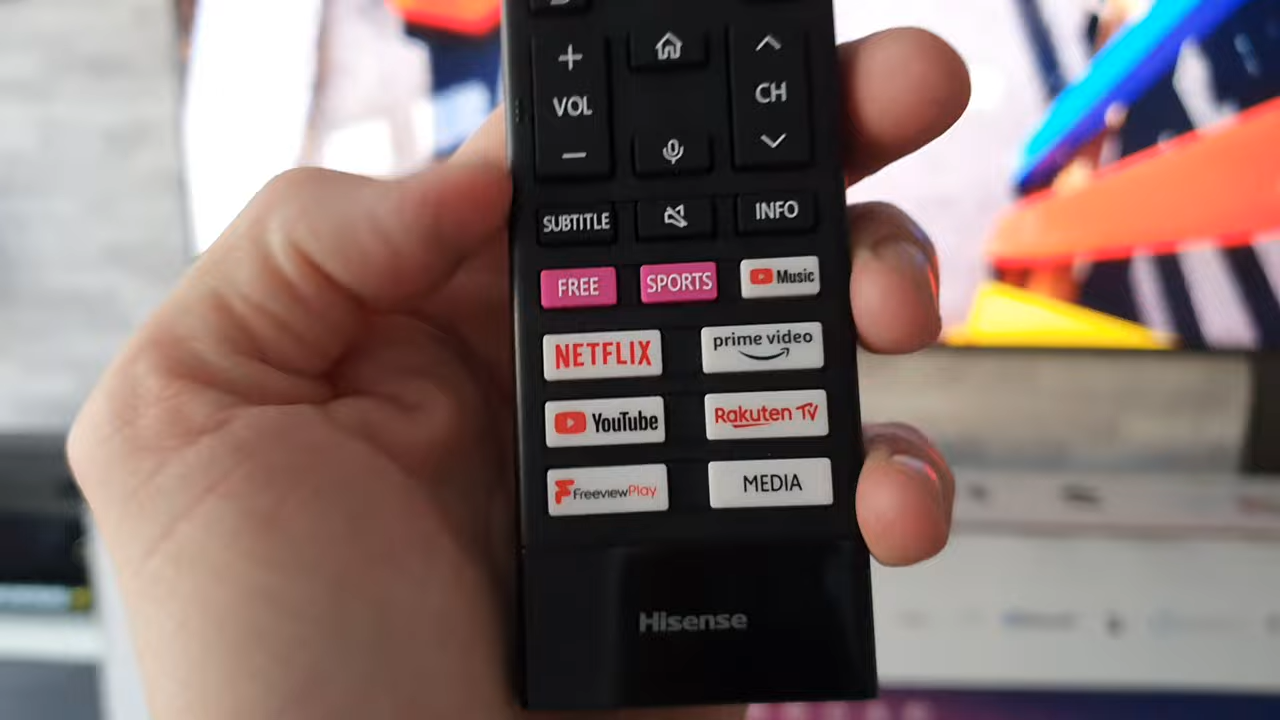 +
VOL
−
CH
SUBTITLE
INFO
FREE
SPORTS
Music
NETFLIX
prime video
YouTube
Rakuten TV
FreeviewPlay
MEDIA
Hisense